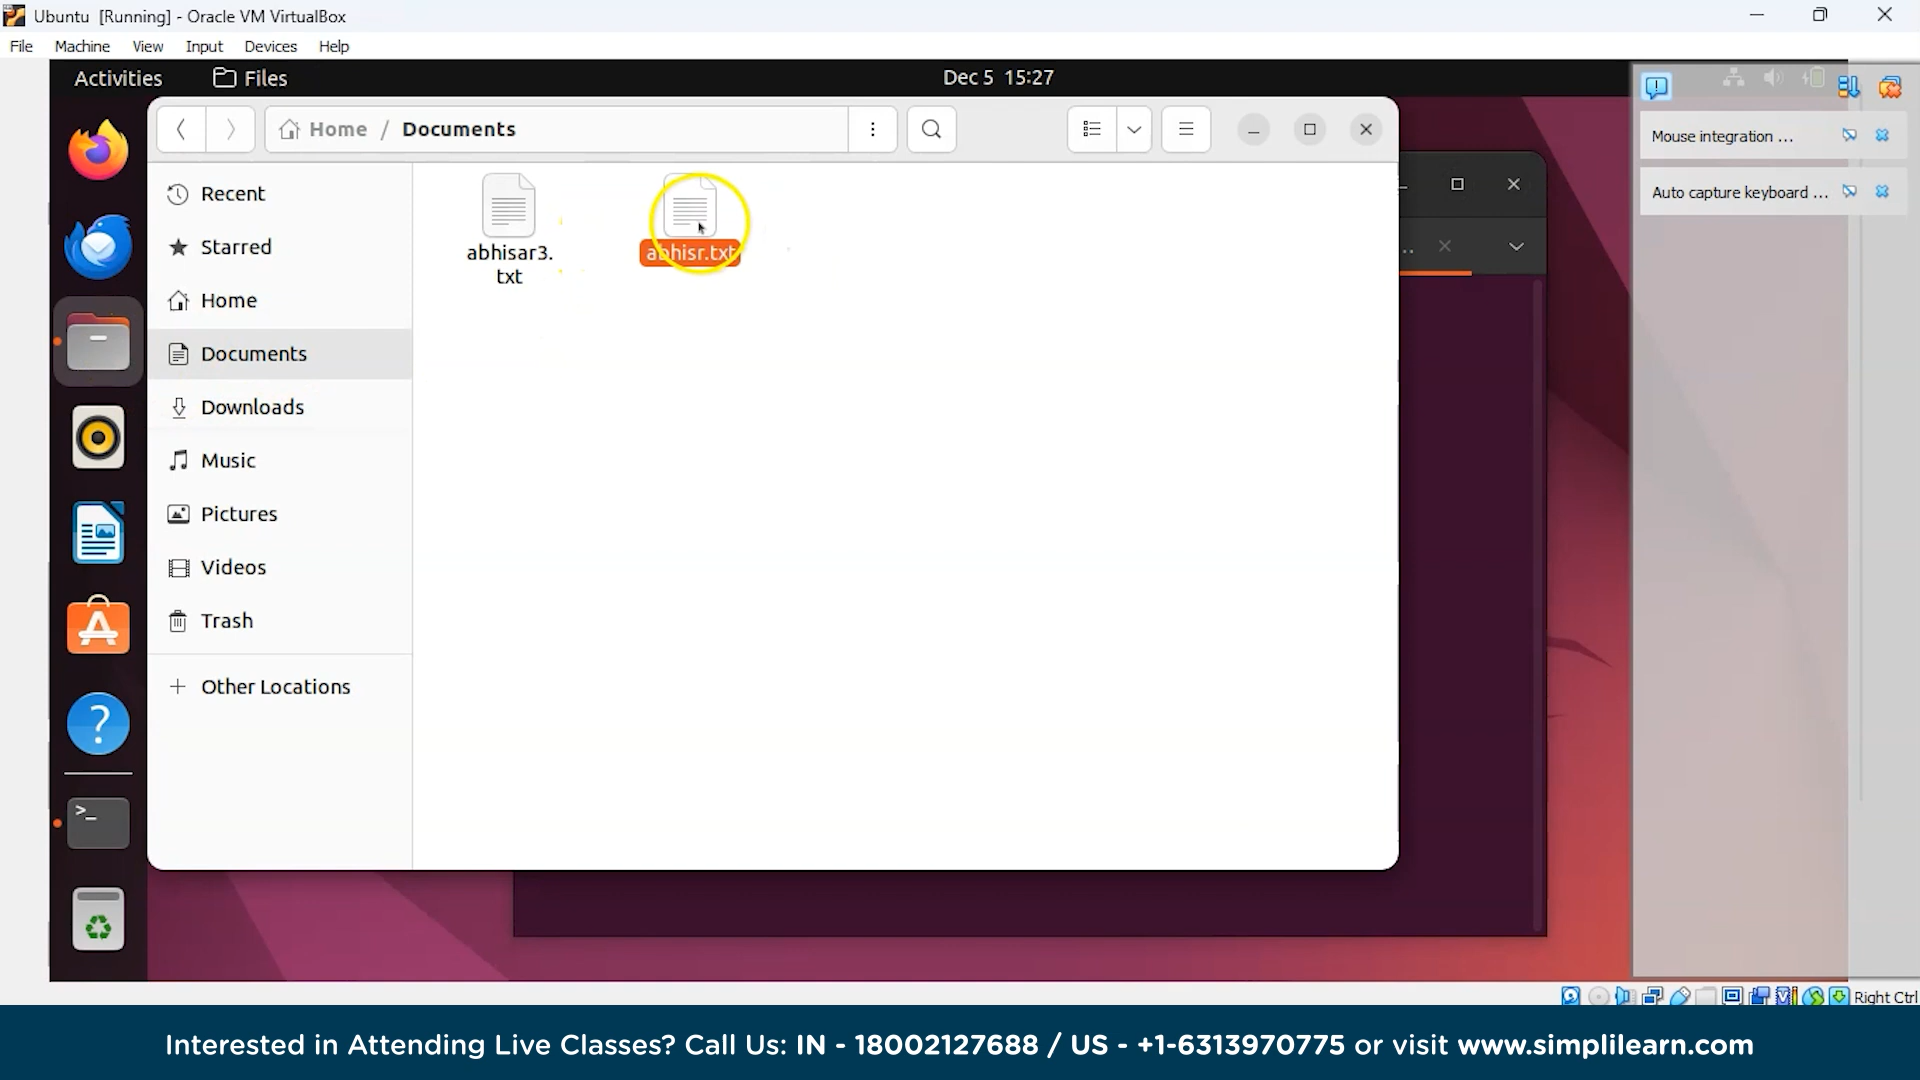 Ubuntu [Running] - Oracle VM VirtualBox
File Machine View Input Devices Help
Activities Files Dec 5 15:27
Home / Documents
Mouse integration ...
Auto capture keyboard ...
Recent
Starred
Home
Documents
Downloads
Music
Pictures
Videos
Trash
Other Locations
abhisar3.
txt
abhisr.txt
Right Ctrl
Interested in Attending Live Classes? Call Us: IN - 18002127688 / US - +1-6313970775 or visit www.simplilearn.com